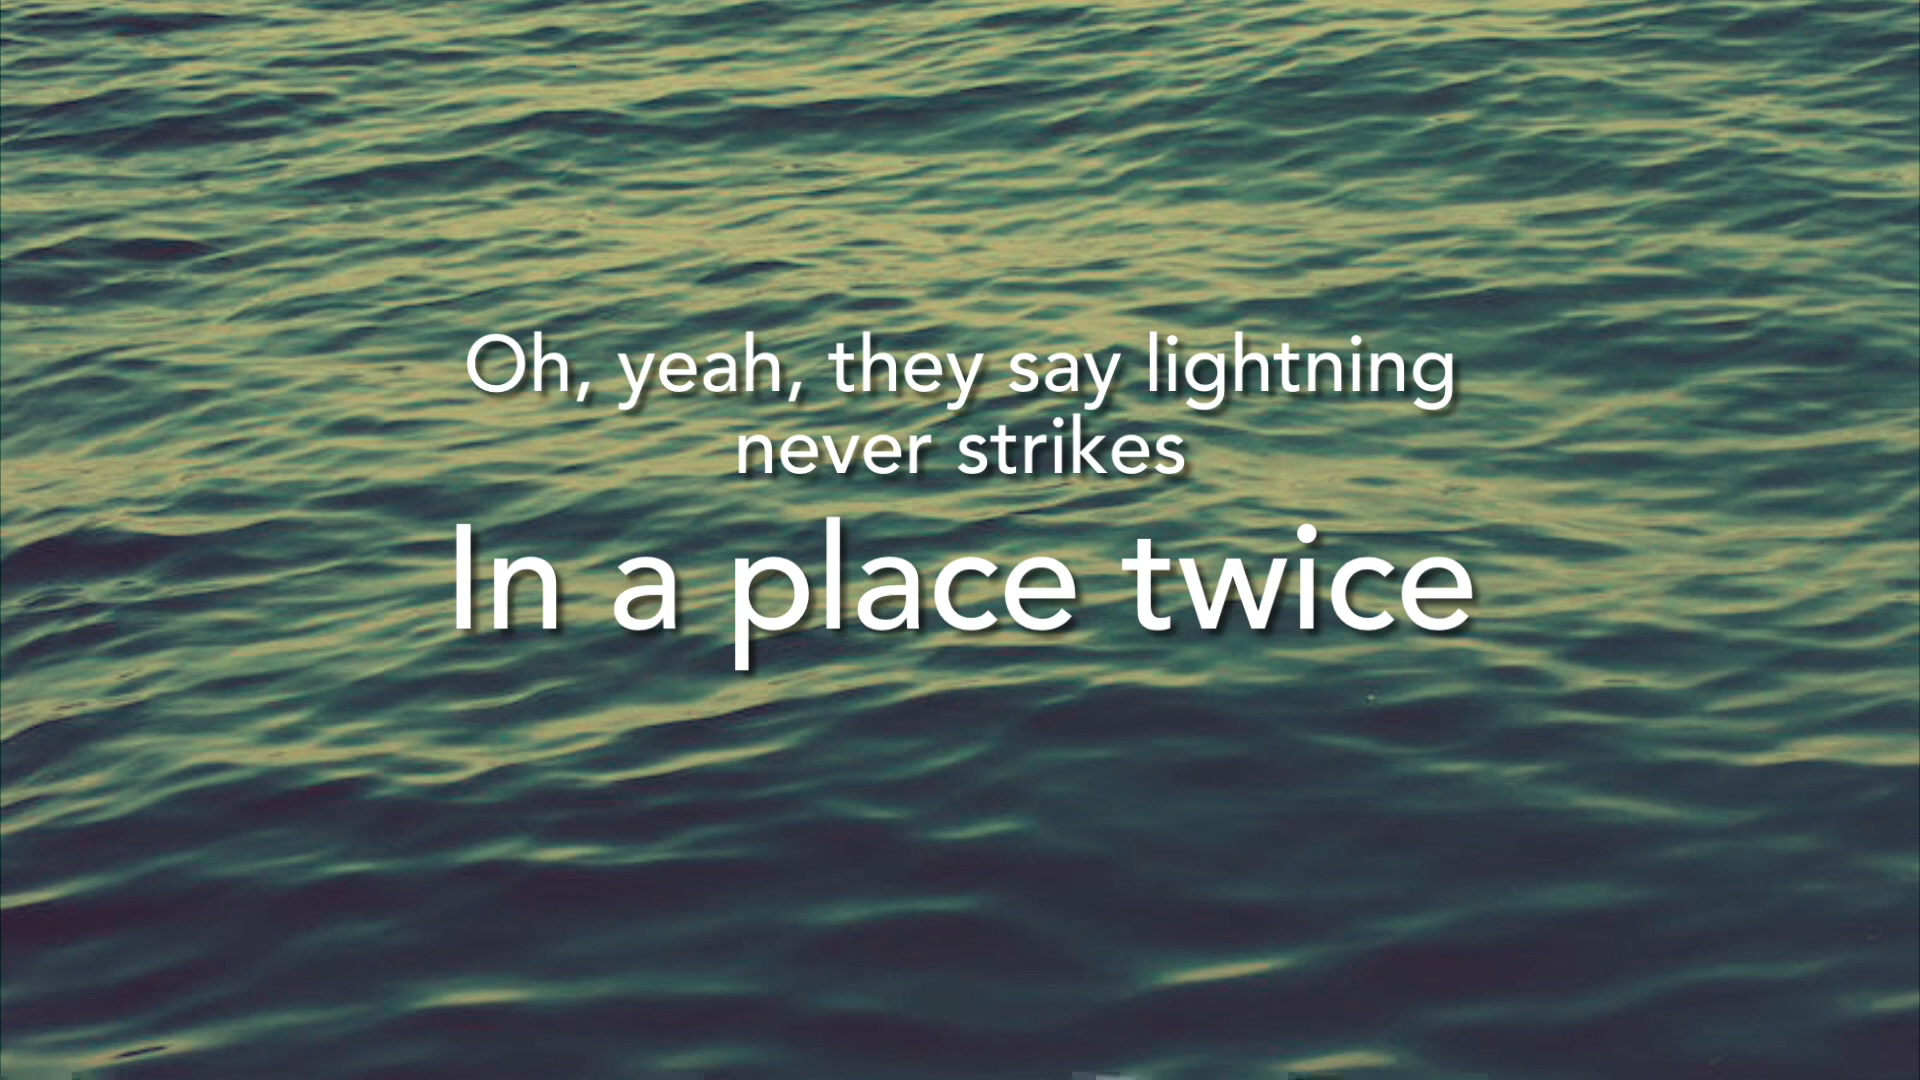 Oh, yeah, they say lightning
never strikes
In a place twice